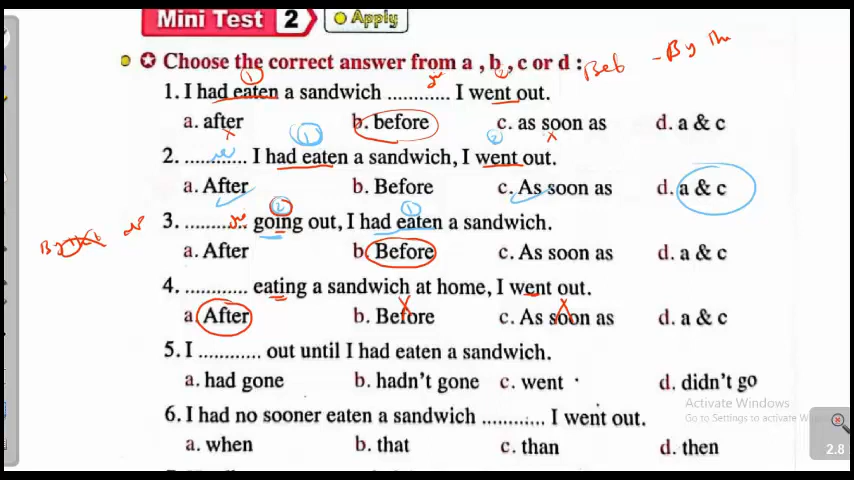 Mini Test 2 Apply
Choose the correct answer from a , b , c or d :
Bef - By the
1. I had eaten a sandwich ............ I went out.
a. after b. before c. as soon as d. a & c
2. ............ I had eaten a sandwich, I went out.
a. After b. Before c. As soon as d. a & c
3. ............ going out, I had eaten a sandwich.
a. After b. Before c. As soon as d. a & c
4. ............ eating a sandwich at home, I went out.
a After b. Before c. As soon as d. a & c
5. I ............ out until I had eaten a sandwich.
a. had gone b. hadn't gone c. went d. didn't go
Activate Windows
Go to Settings to activate Windows
6. I had no sooner eaten a sandwich ............ I went out.
a. when b. that c. than d. then
2.8